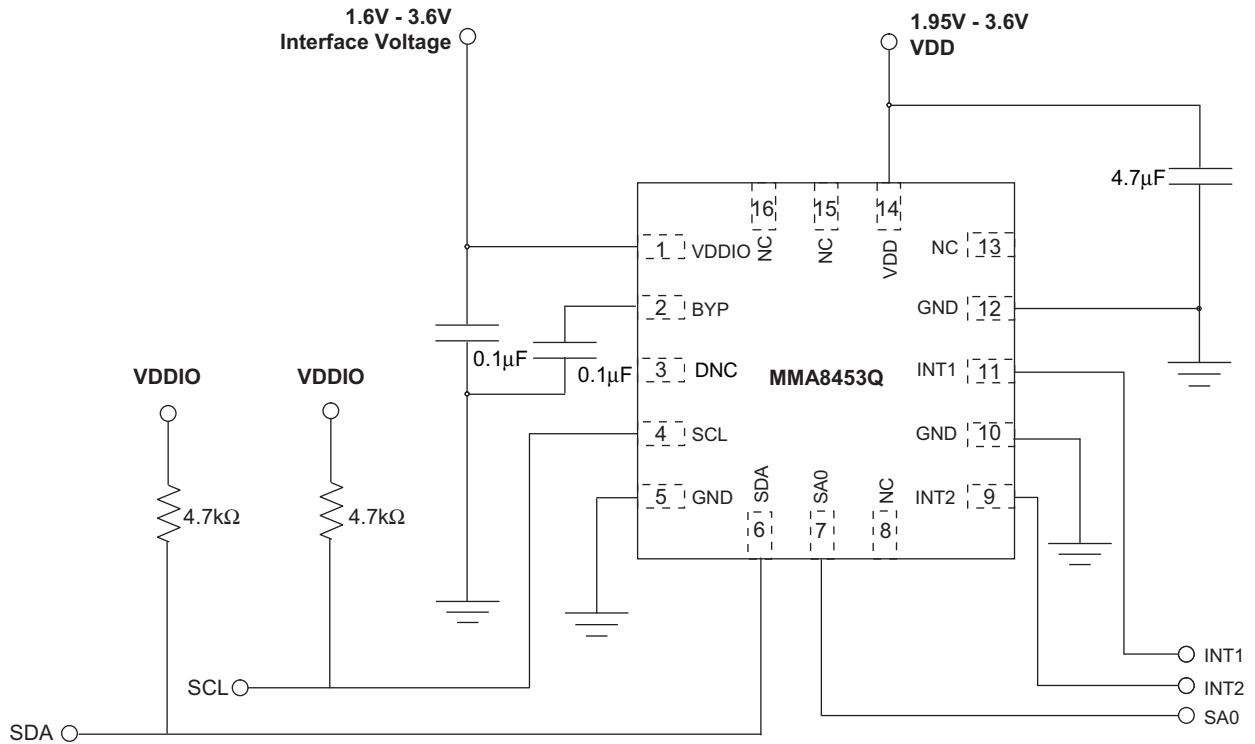 1.6V - 3.6V
Interface Voltage
1.95V - 3.6V
VDD
4.7μF
16
15
14
NC
NC
VDD
1
VDDIO
NC
13
2
BYP
GND
12
0.1μF
0.1μF
3
DNC
MMA8453Q
INT1
11
VDDIO
VDDIO
4
SCL
GND
10
5
GND
SDA
SA0
NC
INT2
9
6
7
8
4.7kΩ
4.7kΩ
INT1
SCL
INT2
SA0
SDA